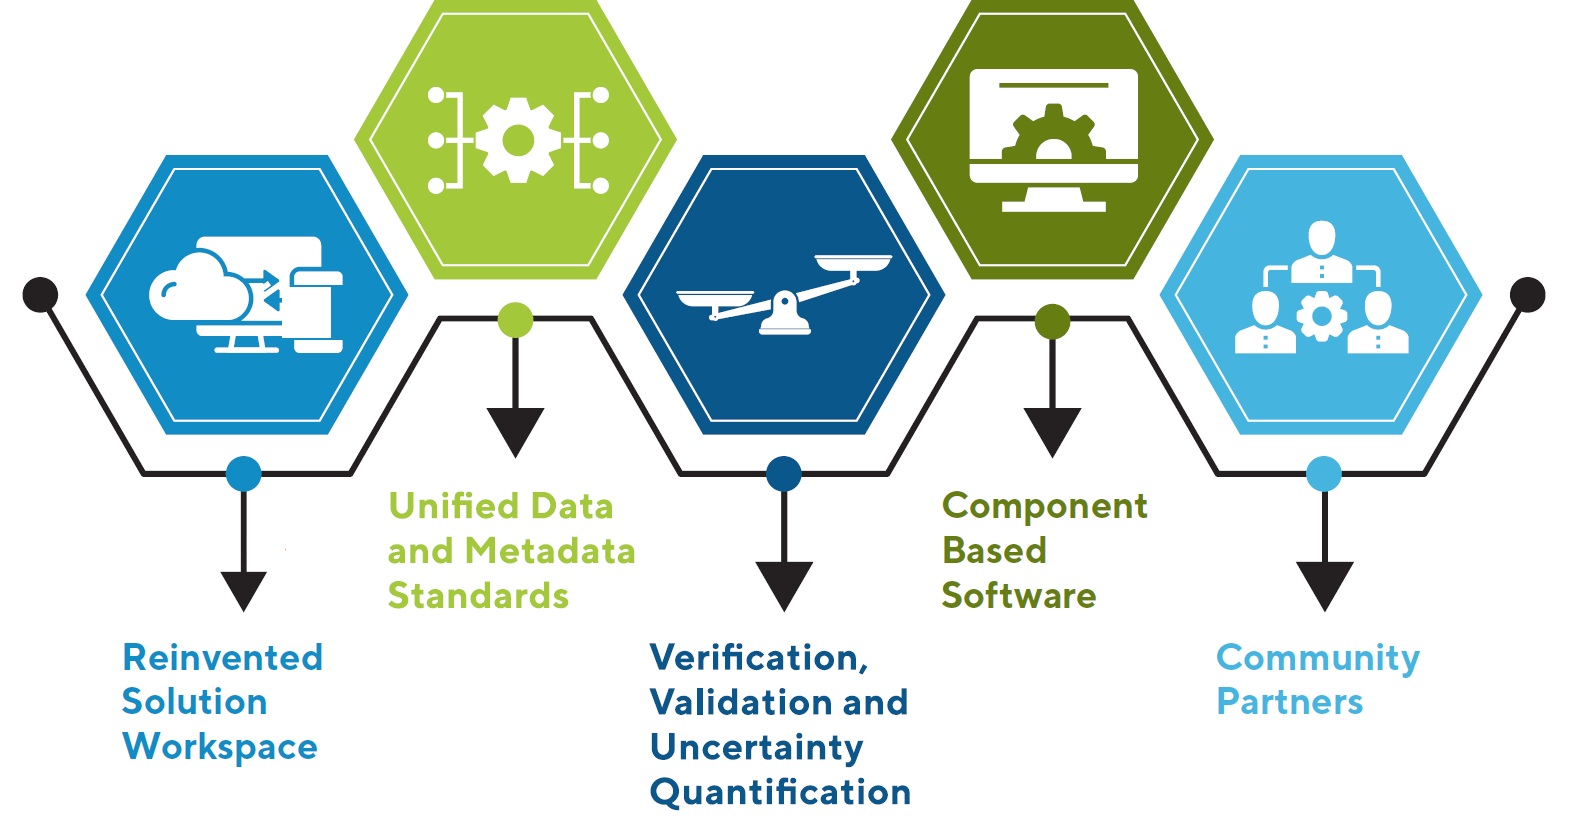 Reinvented
Solution
Workspace
Unified Data
and Metadata
Standards
Verification,
Validation and
Uncertainty
Quantification
Component
Based
Software
Community
Partners